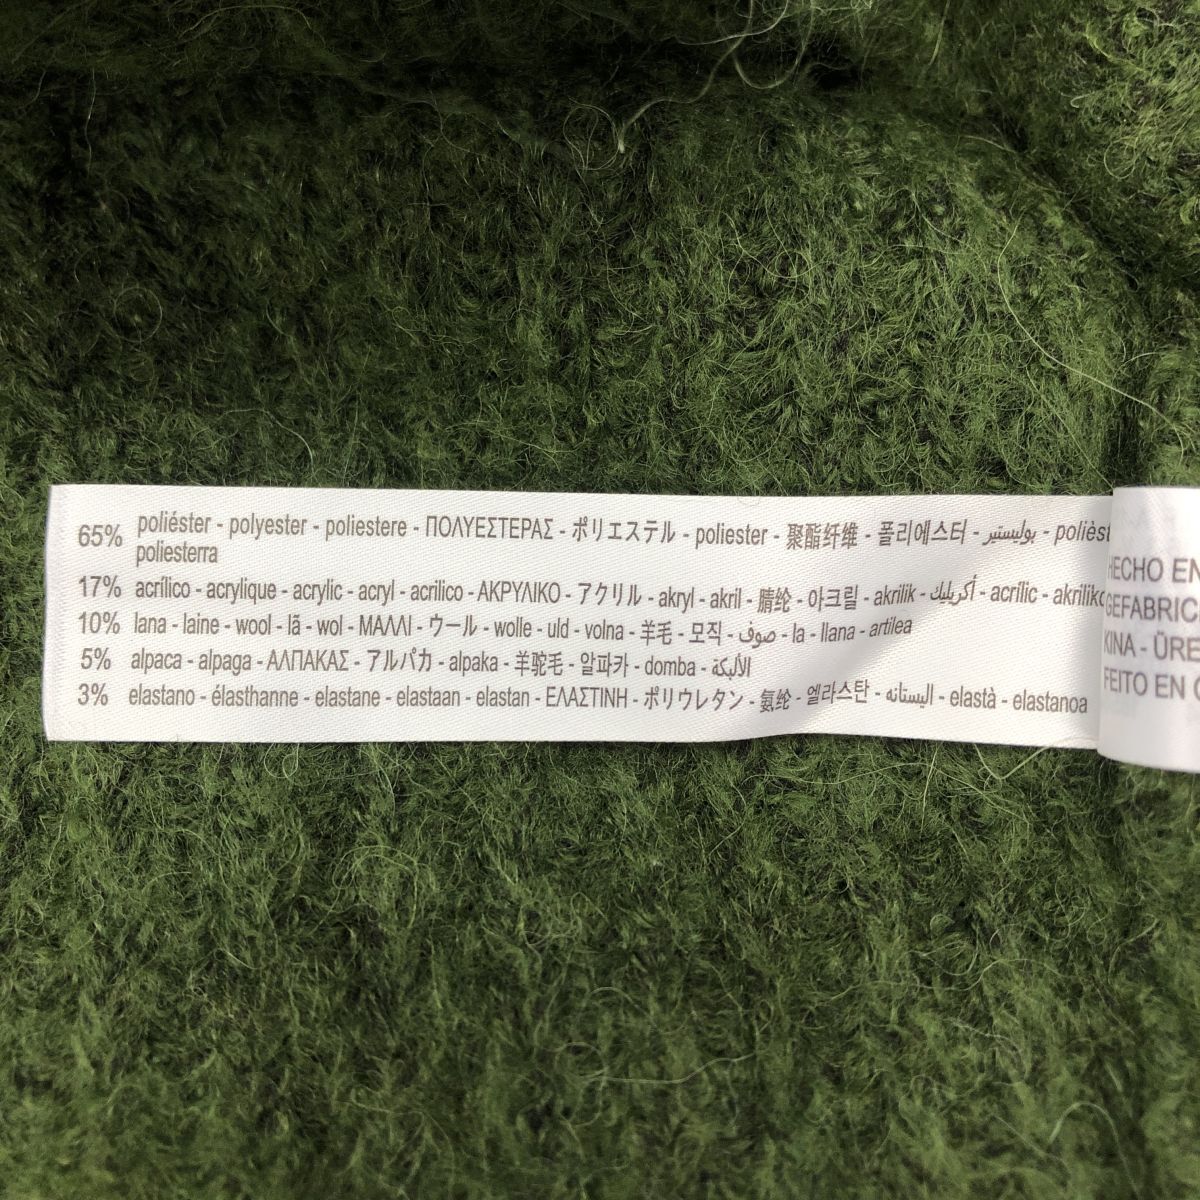 65% poliéster - polyester - poliestere - ΠΟΛΥΕΣΤΕΡΑΣ - ポリエステル - poliester - 聚酯纤维 - 폴리에스터 - بوليستير - polièst
poliesterra
17% acrílico - acrylique - acrylic - acryl - acrilico - ΑΚΡΥΛΙΚΟ - アクリル - akryl - akril - 腈纶 - 아크릴 - akrilik - أكريليك - acrílic - akriliko
10% lana - laine - wool - lã - wol - ΜΑΛΛΙ - ウール - wolle - uld - volna - 羊毛 - 모직 - صوف - la - llana - artilea
5% alpaca - alpaga - ΑΛΠΑΚΑΣ - アルパカ - alpaka - 羊驼毛 - 알파카 - domba - الأليكة
3% elastano - élasthanne - elastane - elastaan - elastan - ΕΛΑΣΤΙΝΗ - ポリウレタン - 氨纶 - 엘라스탄 - اليستانه - elastà - elastanoa
HECHO EN
GEFABRIC
KINA - ÜRE
FEITO EN C